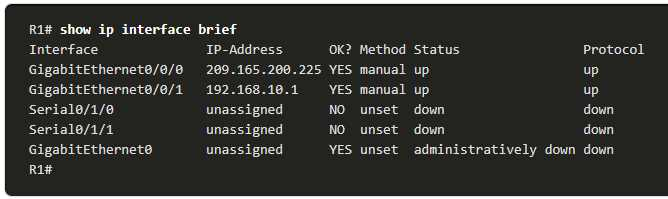 R1# show ip interface brief
Interface              IP-Address      OK? Method Status                Protocol
GigabitEthernet0/0/0   209.165.200.225 YES manual up                    up
GigabitEthernet0/0/1   192.168.10.1    YES manual up                    up
Serial0/1/0            unassigned      NO  unset  down                  down
Serial0/1/1            unassigned      NO  unset  down                  down
GigabitEthernet0       unassigned      YES unset  administratively down down
R1#